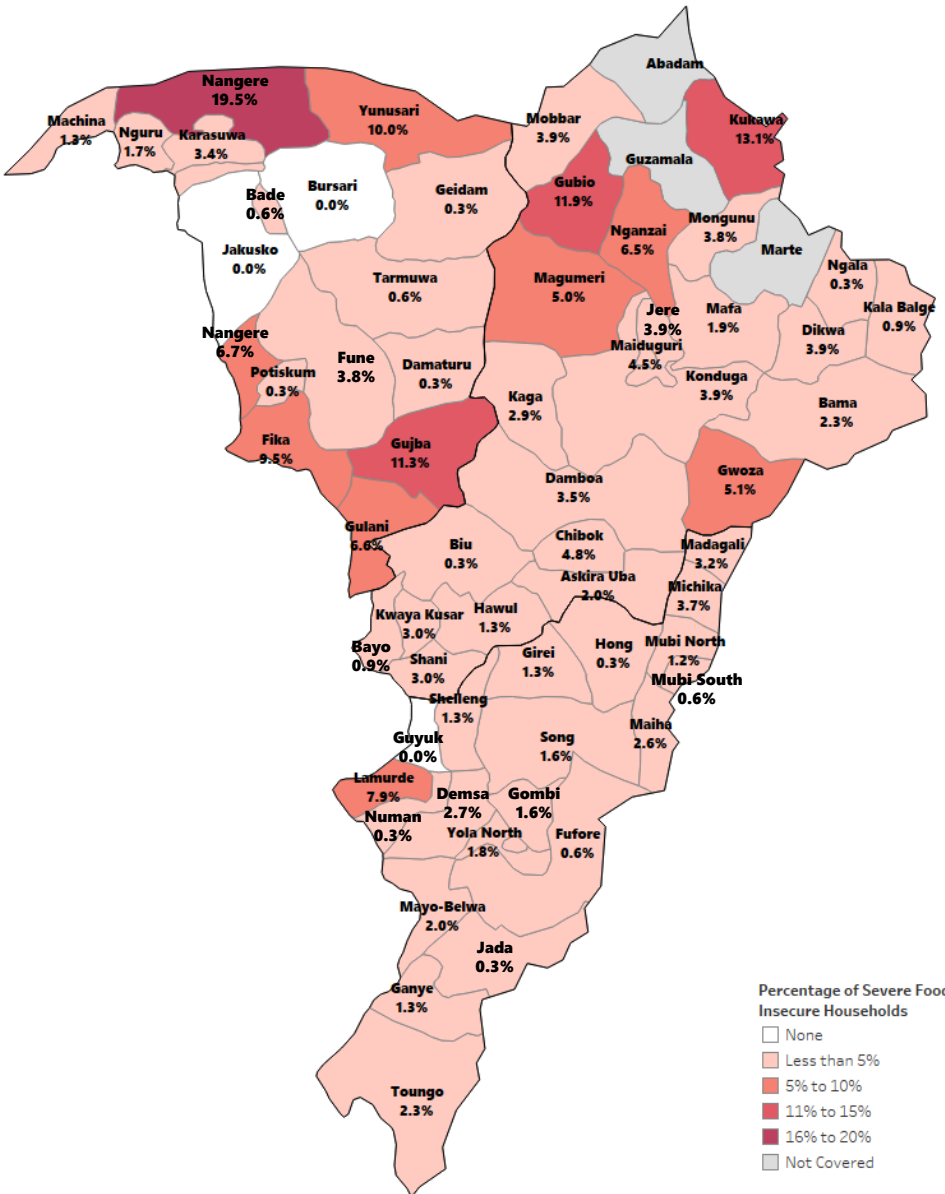 Abadam
Nangere
19.5%
Machina
1.3%
Nguru
1.7%
Karasuwa
3.4%
Yunusari
10.0%
Mobbar
3.9%
Kukawa
13.1%
Guzamala
Gubio
11.9%
Bursari
0.0%
Bade
0.6%
Geidam
0.3%
Nganzai
6.5%
Mongunu
3.8%
Marte
Jakusko
0.0%
Tarmuwa
0.6%
Magumeri
5.0%
Ngala
0.3%
Kala Balge
0.9%
Jere
3.9%
Mafa
1.9%
Dikwa
3.9%
Nangere
6.7%
Potiskum
0.3%
Fune
3.8%
Damaturu
0.3%
Maiduguri
4.5%
Konduga
3.9%
Kaga
2.9%
Bama
2.3%
Fika
9.5%
Gujba
11.3%
Damboa
3.5%
Gwoza
5.1%
Gulani
6.6%
Biu
0.3%
Chibok
4.8%
Madagali
3.2%
Askira Uba
2.0%
Michika
3.7%
Kwaya Kusar
3.0%
Hawul
1.3%
Bayo
0.9%
Shani
3.0%
Girei
1.3%
Hong
0.3%
Mubi North
1.2%
Mubi South
0.6%
Shelleng
1.3%
Guyuk
0.0%
Song
1.6%
Maiha
2.6%
Lamurde
7.9%
Demsa
2.7%
Gombi
1.6%
Numan
0.3%
Yola North
1.8%
Fufore
0.6%
Mayo-Belwa
2.0%
Jada
0.3%
Ganye
1.3%
Toungo
2.3%
Percentage of Severe Food
Insecure Households
None
Less than 5%
5% to 10%
11% to 15%
16% to 20%
Not Covered